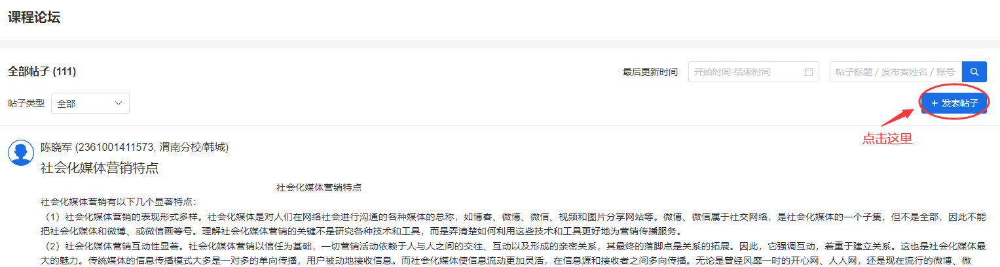 课程论坛
全部帖子 (111)
最后更新时间 开始时间-结束时间 帖子标题 / 发布者姓名 / 账号
帖子类型 全部 + 发表帖子
点击这里
陈晓军 (2361001411573, 渭南分校/韩城)
社会化媒体营销特点
社会化媒体营销特点
社会化媒体营销有以下几个显著特点：
（1）社会化媒体营销的表现形式多样。社会化媒体是对人们在网络社会进行沟通的各种媒体的总称，如博客、微博、微信、视频和图片分享网站等。微博、微信属于社交网络，是社会化媒体的一个子集，但不是全部，因此不能
把社会化媒体和微博、或微信画等号。理解社会化媒体营销的关键不是研究各种技术和工具，而是弄清楚如何利用这些技术和工具更好地为营销传播服务。
（2）社会化媒体营销互动性显著。社会化媒体营销以信任为基础，一切营销活动依赖于人与人之间的交往、互动以及形成的亲密关系，其最终的落脚点是关系的拓展。因此，它强调互动，着重于建立关系。这也是社会化媒体最
大的魅力。传统媒体的信息传播模式大多是一对多的单向传播，用户被动地接收信息。而社会化媒体使信息流动更加灵活，在信息源和接收者之间多向传播。无论是曾经风靡一时的开心网、人人网，还是现在流行的微博、微